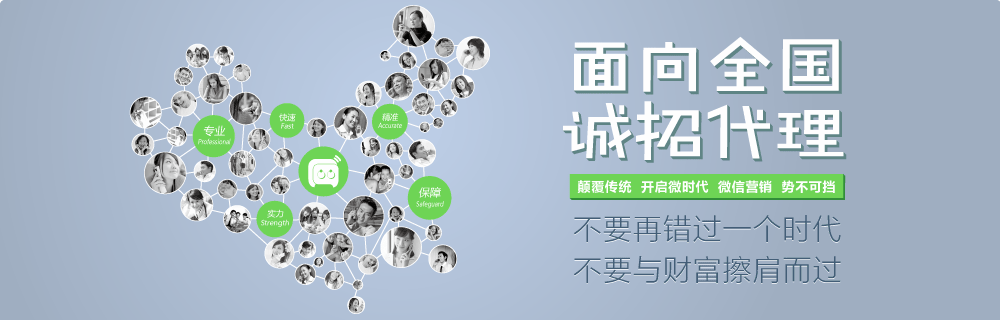 面向全国
诚招代理
颠覆传统 开启微时代 微信营销 势不可挡
不要再错过一个时代
不要与财富擦肩而过
专业
Professional
快速
Fast
精准
Accurate
保障
Safeguard
实力
Strength